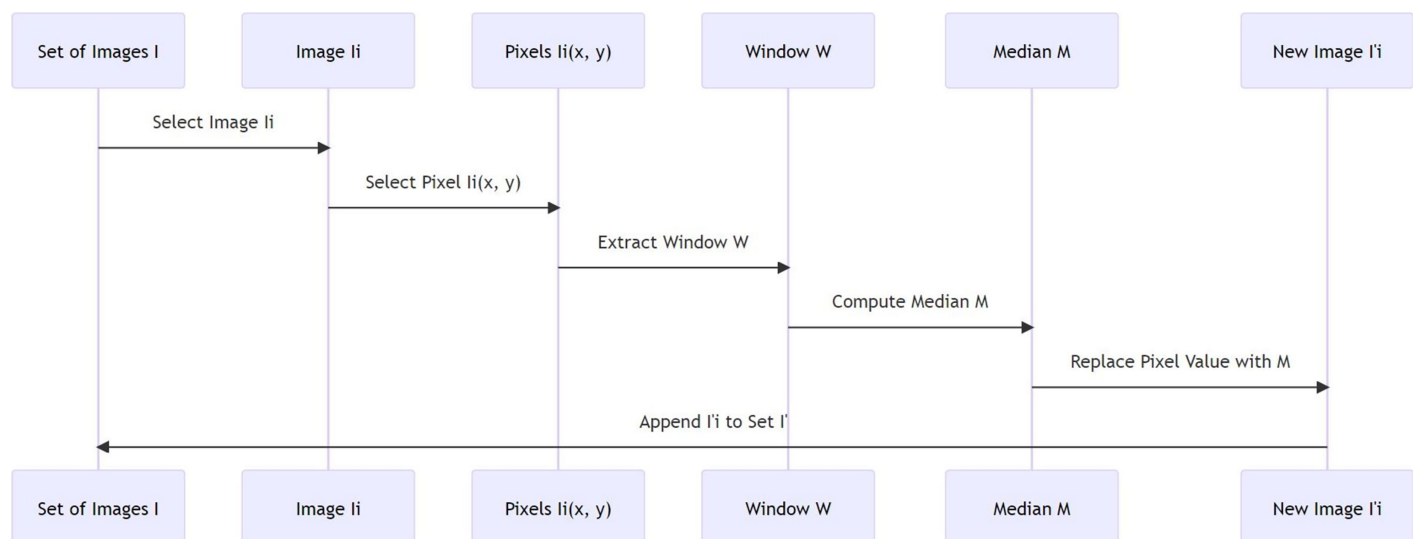 Set of Images I
Image Ii
Pixels Ii(x, y)
Window W
Median M
New Image I'i
Select Image Ii
Select Pixel Ii(x, y)
Extract Window W
Compute Median M
Replace Pixel Value with M
Append I'i to Set I'
Set of Images I
Image Ii
Pixels Ii(x, y)
Window W
Median M
New Image I'i